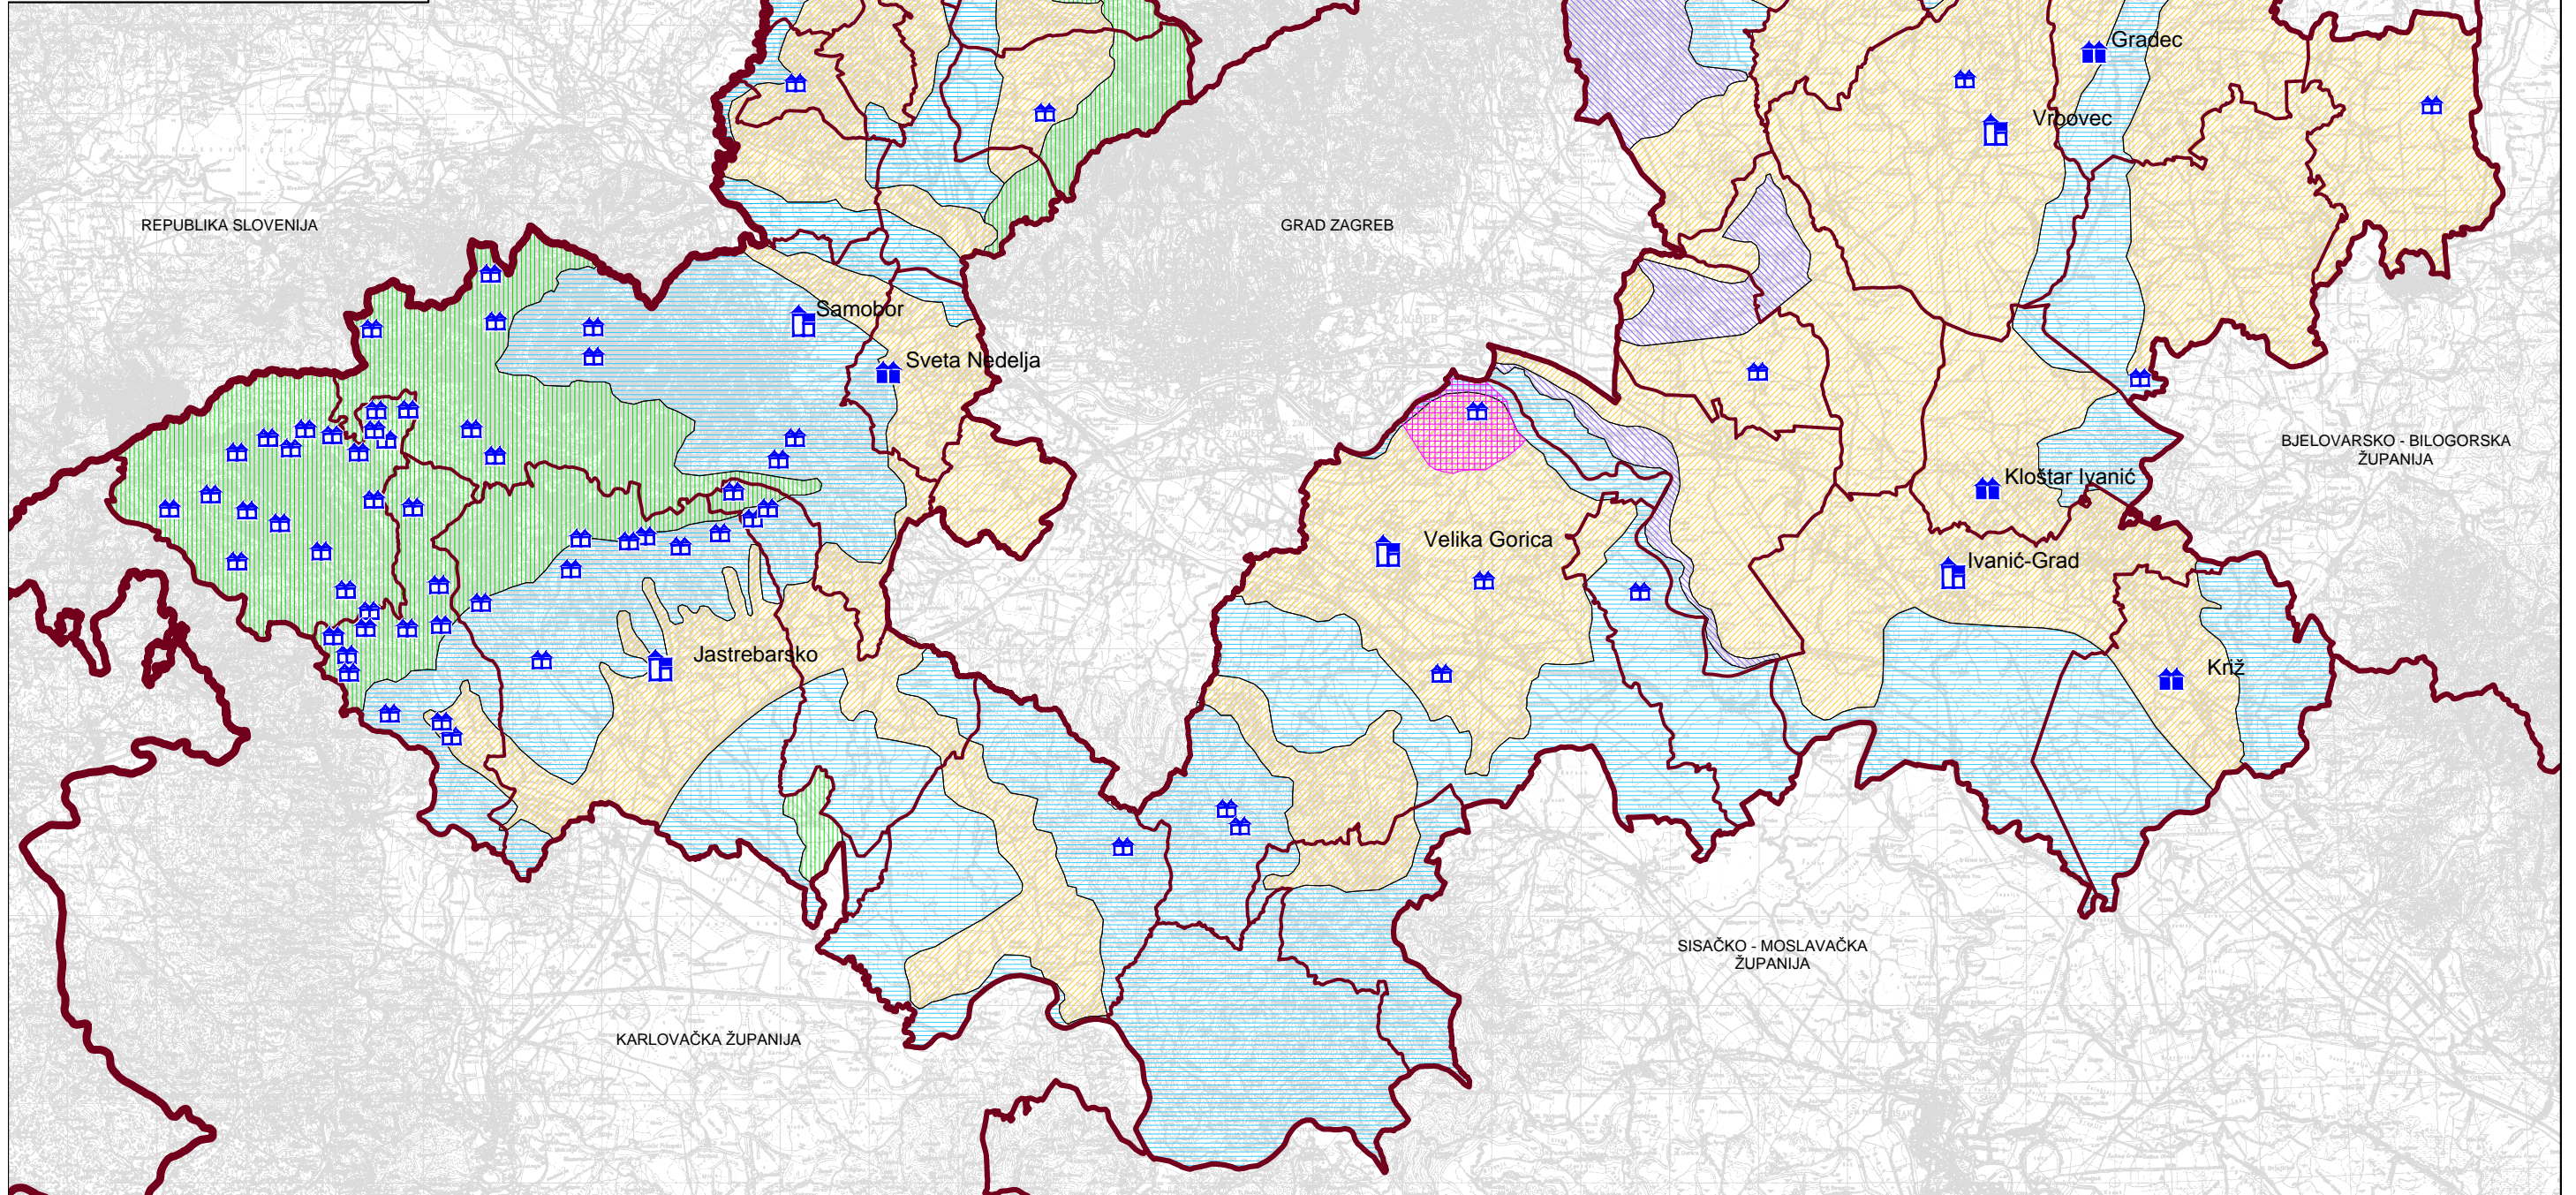 Gradec
Vrbovec
REPUBLIKA SLOVENIJA
GRAD ZAGREB
Samobor
Sveta Nedelja
BJELOVARSKO - BILOGORSKA
ŽUPANIJA
Kloštar Ivanić
Velika Gorica
Ivanić-Grad
Jastrebarsko
Križ
SISAČKO - MOSLAVAČKA
ŽUPANIJA
KARLOVAČKA ŽUPANIJA